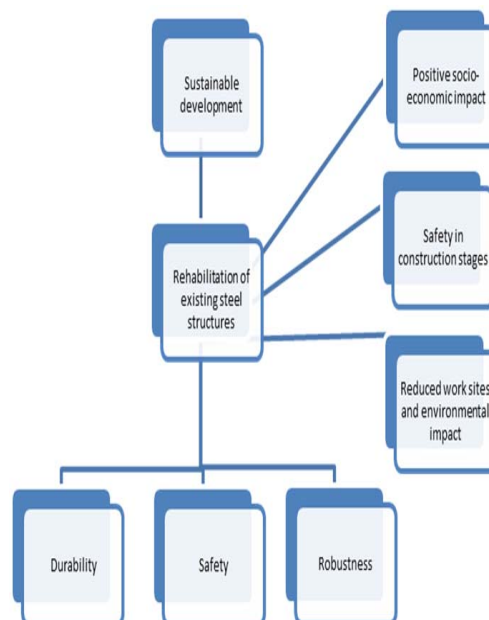 Sustainable
development
Positive socio-
economic impact
Safety in
construction stages
Rehabilitation of
existing steel
structures
Reduced work sites
and environmental
impact
Durability
Safety
Robustness